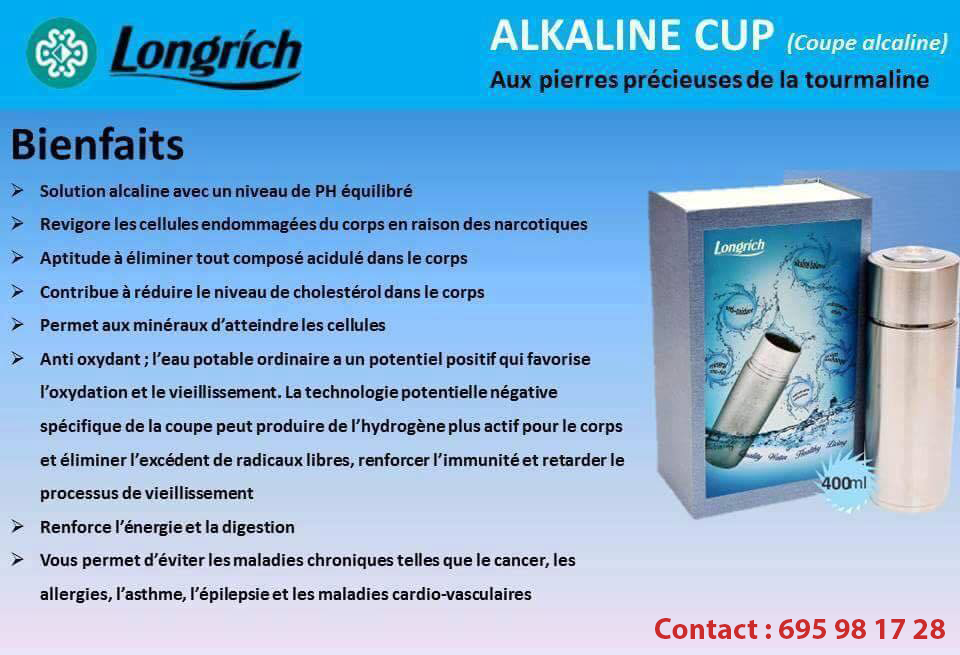 Longrích
ALKALINE CUP (Coupe alcaline)
Aux pierres précieuses de la tourmaline
Bienfaits
Solution alcaline avec un niveau de PH équilibré
Revigore les cellules endommagées du corps en raison des narcotiques
Aptitude à éliminer tout composé acidulé dans le corps
Contribue à réduire le niveau de cholestérol dans le corps
Permet aux minéraux d’atteindre les cellules
Anti oxydant ; l’eau potable ordinaire a un potentiel positif qui favorise
l’oxydation et le vieillissement. La technologie potentielle négative
spécifique de la coupe peut produire de l’hydrogène plus actif pour le corps
et éliminer l’excédent de radicaux libres, renforcer l’immunité et retarder le
processus de vieillissement
Renforce l’énergie et la digestion
Vous permet d’éviter les maladies chroniques telles que le cancer, les
allergies, l’asthme, l’épilepsie et les maladies cardio-vasculaires
Longrích
Quality Water Healthy Living
400ml
Contact : 695 98 17 28